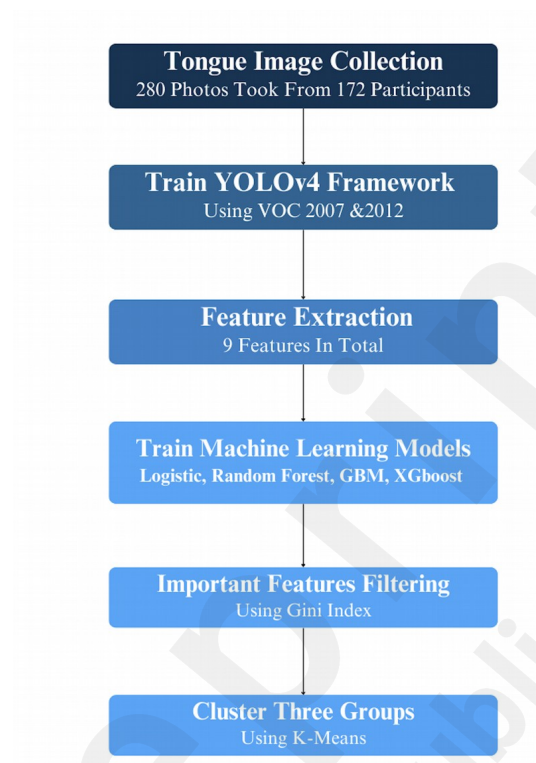 Tongue Image Collection
280 Photos Took From 172 Participants
Train YOLOv4 Framework
Using VOC 2007 &2012
Feature Extraction
9 Features In Total
Train Machine Learning Models
Logistic, Random Forest, GBM, XGboost
Important Features Filtering
Using Gini Index
Cluster Three Groups
Using K-Means